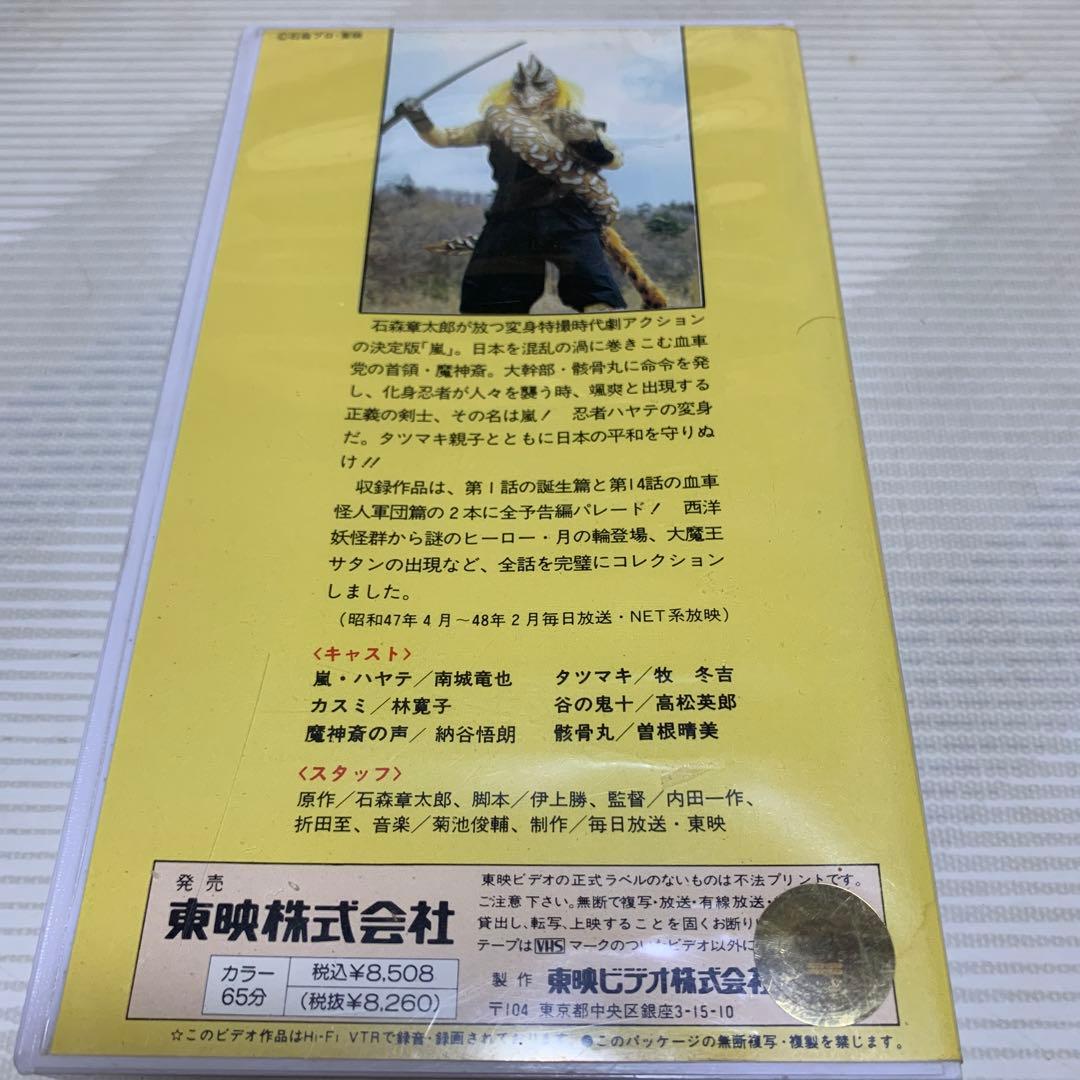 ©石森プロ・東映
石森章太郎が放つ変身特撮時代劇アクション
の決定版「嵐」。日本を混乱の渦に巻きこむ血車
党の首領・魔神斎。大幹部・骸骨丸に命令を発
し、化身忍者が人々を襲う時、颯爽と出現する
正義の剣士、その名は嵐！　忍者ハヤテの変身
だ。タツマキ親子とともに日本の平和を守りぬ
け!!
収録作品は、第1話の誕生篇と第14話の血車
怪人軍団篇の2本に全予告編パレード！　西洋
妖怪群から謎のヒーロー・月の輪登場、大魔王
サタンの出現など、全話を完璧にコレクション
しました。
（昭和47年4月〜48年2月毎日放送・NET系放映）
〈キャスト〉
嵐・ハヤテ／南城竜也　タツマキ／牧　冬吉
カスミ／林寛子　谷の鬼十／高松英郎
魔神斎の声／納谷悟朗　骸骨丸／曽根晴美
〈スタッフ〉
原作／石森章太郎、脚本／伊上勝、監督／内田一作、
折田至、音楽／菊池俊輔、制作／毎日放送・東映
発売
東映株式会社
カラー
65分
税込¥8,508
(税抜¥8,260)
東映ビデオの正式ラベルのないものは不法プリントです。
ご注意下さい。無断で複写・放送・有線放送・
貸出し、転写、上映することを固くお断り
テープはVHSマークのついたビデオ以外に
製作 東映ビデオ株式会
〒104 東京都中央区銀座3-15-10
☆このビデオ作品はHi-Fi VTRで録音・録画されております。 ●このパッケージの無断複写・複製を禁じます。